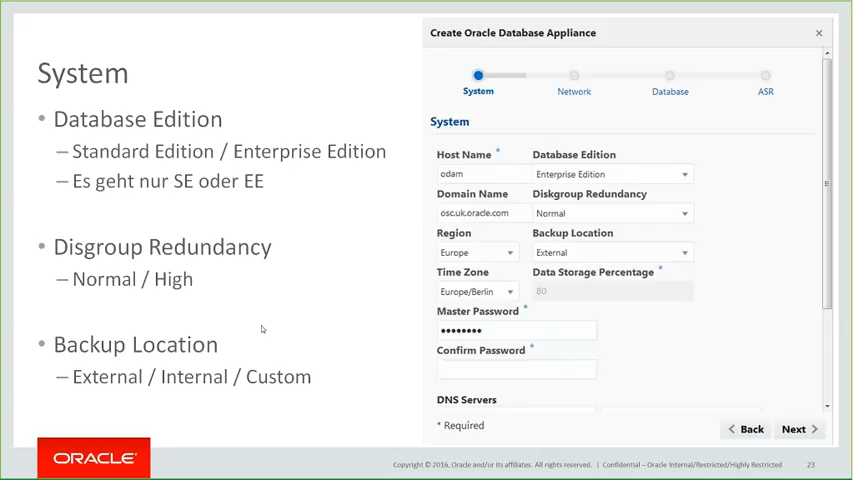 System
• Database Edition
– Standard Edition / Enterprise Edition
– Es geht nur SE oder EE
• Disgroup Redundancy
– Normal / High
• Backup Location
– External / Internal / Custom
Create Oracle Database Appliance ×
System Network Database ASR
System
Host Name * Database Edition
odam Enterprise Edition
Domain Name Diskgroup Redundancy
osc.uk.oracle.com Normal
Region Backup Location
Europe External
Time Zone Data Storage Percentage *
Europe/Berlin 80
Master Password *
••••••••
Confirm Password *
DNS Servers
* Required
Back Next
ORACLE®
Copyright © 2016, Oracle and/or its affiliates. All rights reserved. | Confidential – Oracle Internal/Restricted/Highly Restricted 23